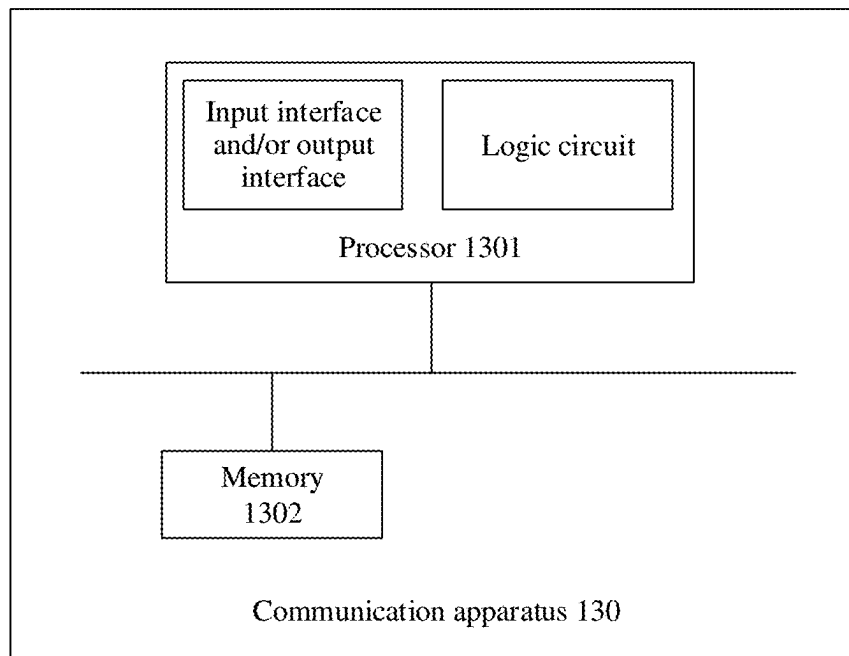 Input interface
and/or output
interface
Logic circuit
Processor 1301
Memory
1302
Communication apparatus 130